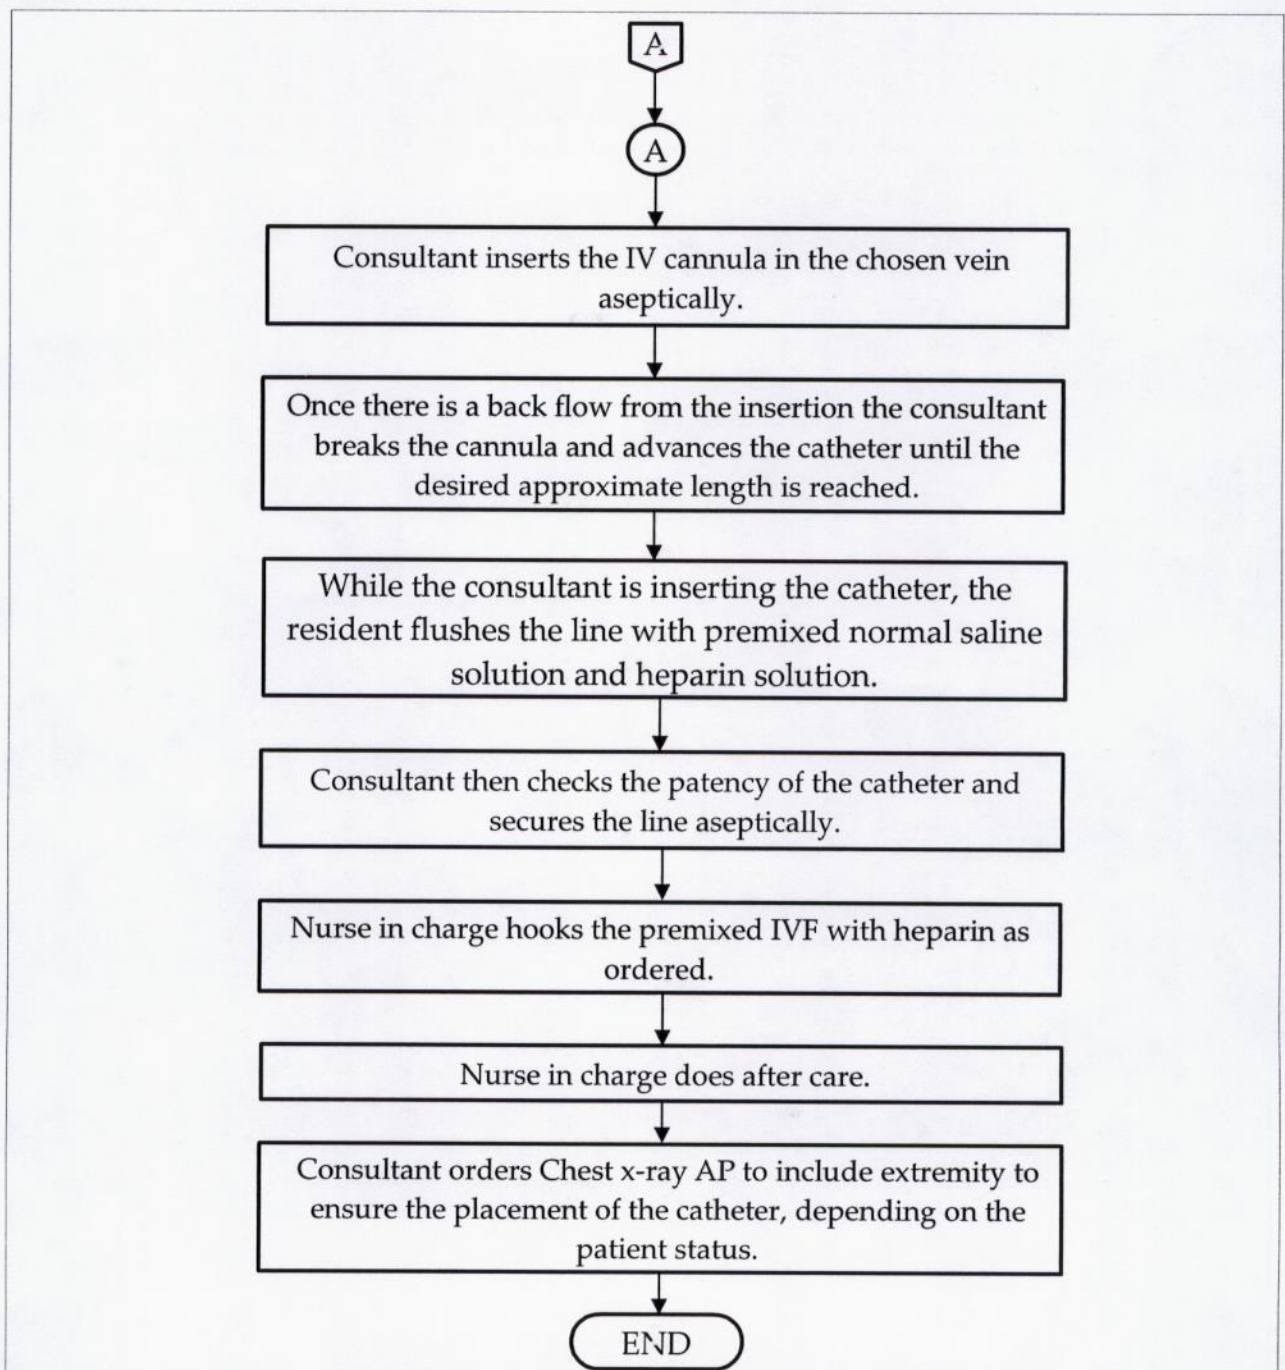 A
A
Consultant inserts the IV cannula in the chosen vein
aseptically.
Once there is a back flow from the insertion the consultant
breaks the cannula and advances the catheter until the
desired approximate length is reached.
While the consultant is inserting the catheter, the
resident flushes the line with premixed normal saline
solution and heparin solution.
Consultant then checks the patency of the catheter and
secures the line aseptically.
Nurse in charge hooks the premixed IVF with heparin as
ordered.
Nurse in charge does after care.
Consultant orders Chest x-ray AP to include extremity to
ensure the placement of the catheter, depending on the
patient status.
END